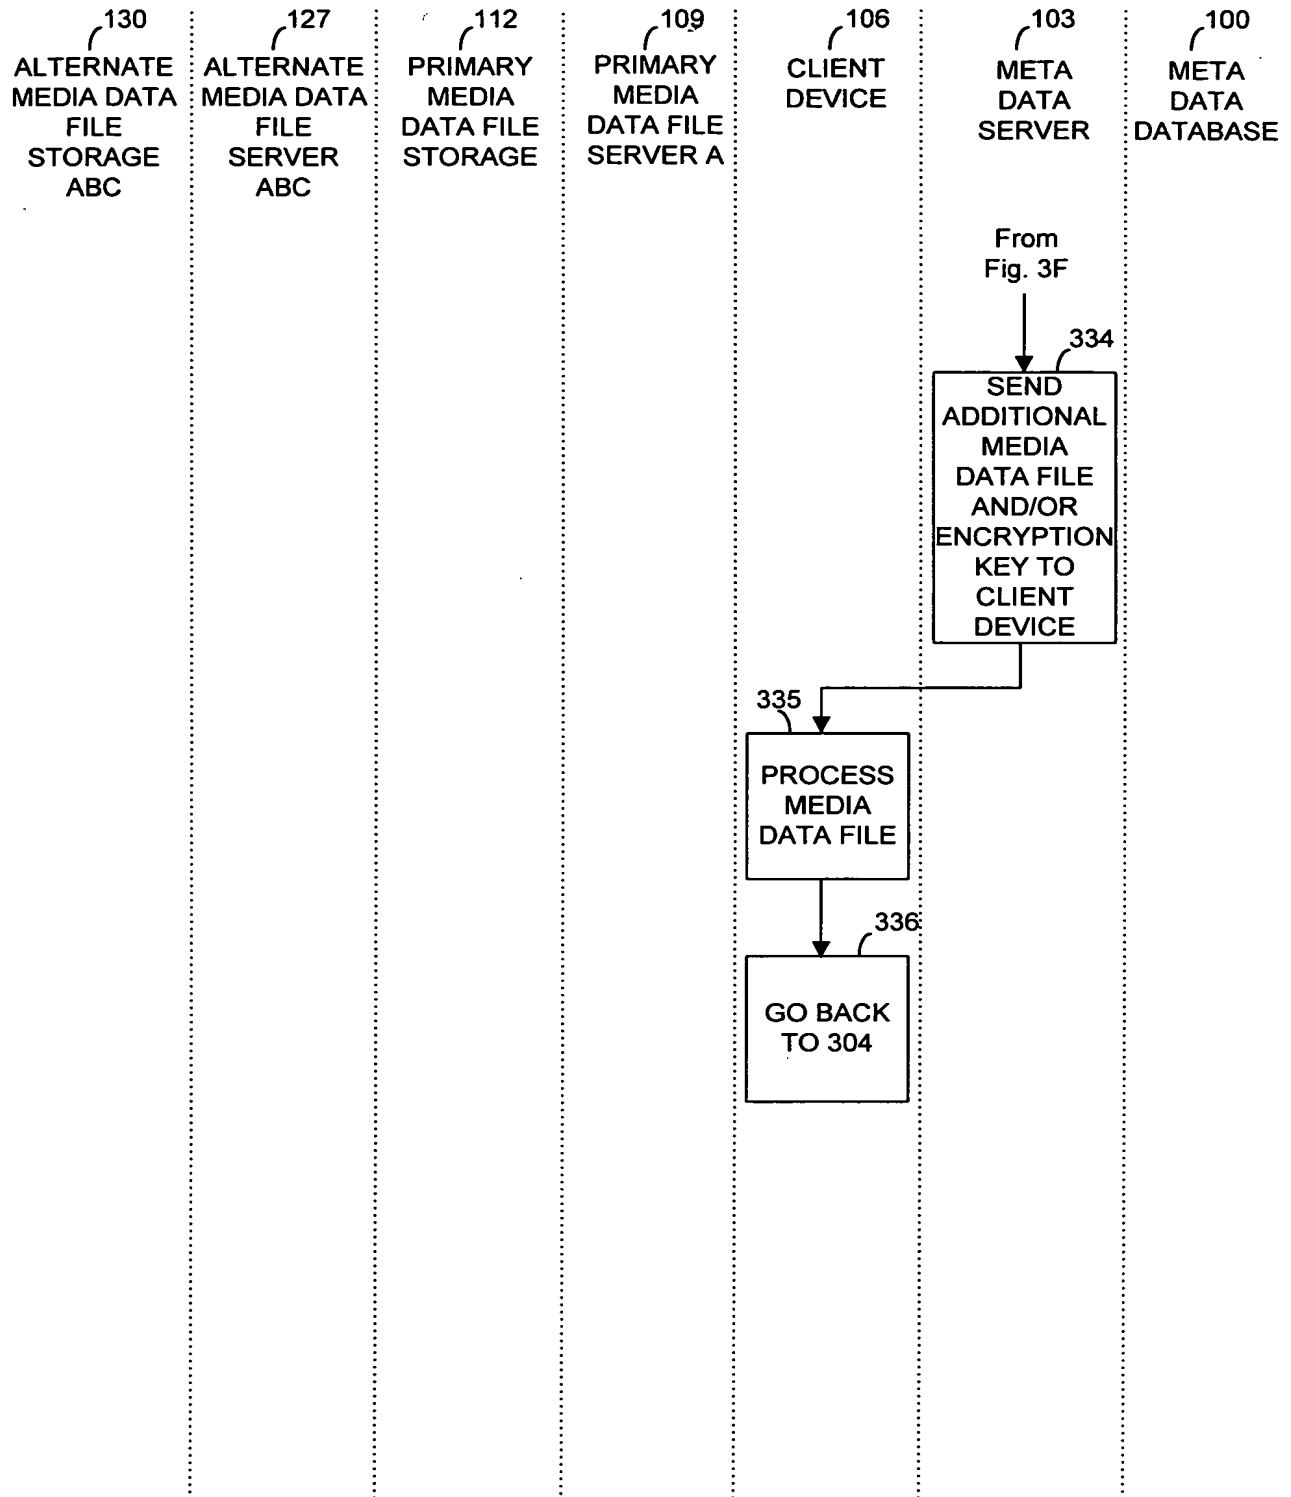 130
ALTERNATE
MEDIA DATA
FILE
STORAGE
ABC
127
ALTERNATE
MEDIA DATA
FILE
SERVER
ABC
112
PRIMARY
MEDIA
DATA FILE
STORAGE
109
PRIMARY
MEDIA
DATA FILE
SERVER A
106
CLIENT
DEVICE
103
META
DATA
SERVER
100
META
DATA
DATABASE
From
Fig. 3F
334
SEND
ADDITIONAL
MEDIA
DATA FILE
AND/OR
ENCRYPTION
KEY TO
CLIENT
DEVICE
335
PROCESS
MEDIA
DATA FILE
336
GO BACK
TO 304